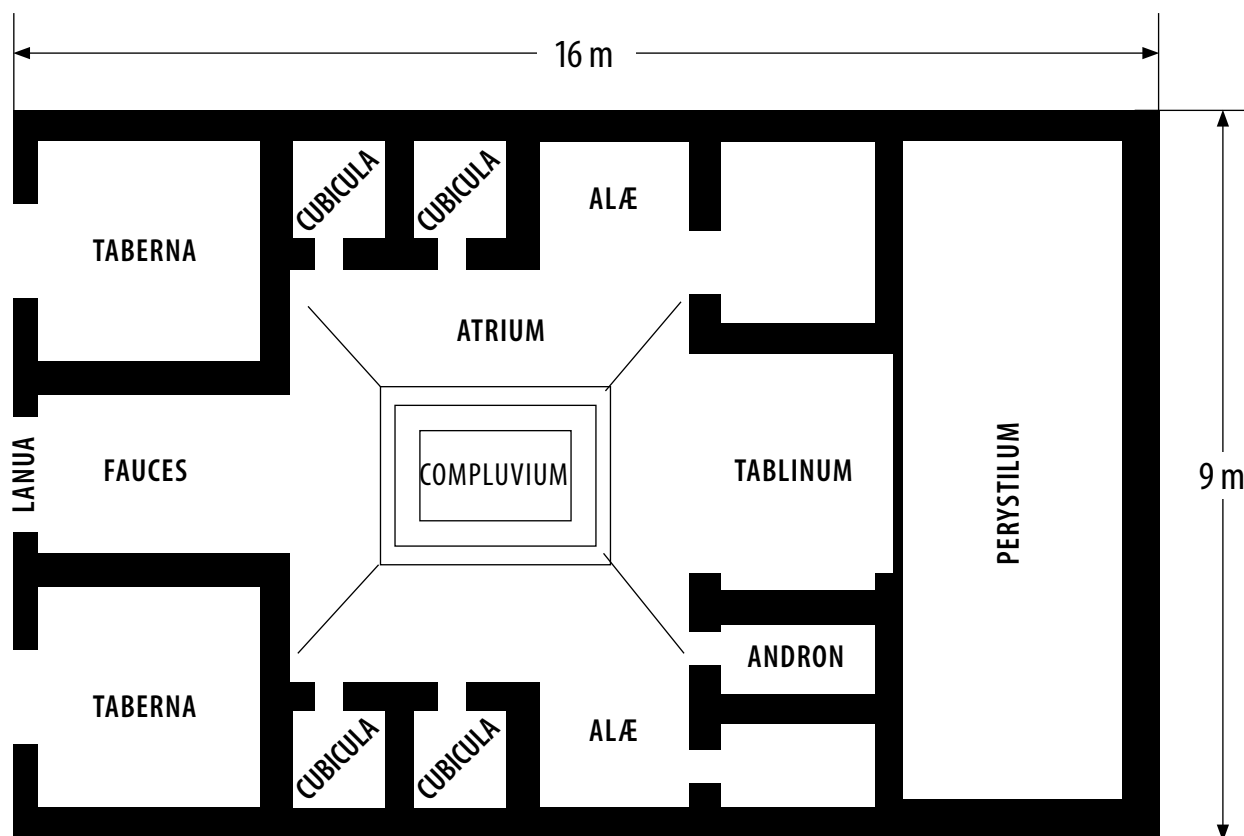 16 m
CUBICULA
CUBICULA
ALÆ
TABERNA
ATRIUM
LANUA
FAUCES
COMPLUVIUM
TABLINUM
PERYSTILUM
9 m
ANDRON
TABERNA
CUBICULA
CUBICULA
ALÆ